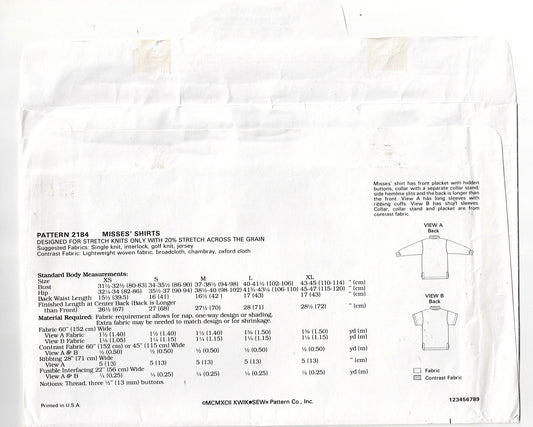 Misses' shirt has front placket with hidden
buttons, collar with a separate collar stand,
side hemline slits and the back is longer than
the front. View A has long sleeves with
ribbing cuffs. View B has short sleeves.
Collar, collar stand and placket are from
contrast fabric.
PATTERN 2184 MISSES' SHIRTS
DESIGNED FOR STRETCH KNITS ONLY WITH 20% STRETCH ACROSS THE GRAIN
Suggested Fabrics: Single knit, interlock, golf knit, jersey
Contrast Fabric: Lightweight woven fabric, broadcloth, chambray, oxford cloth
VIEW A
Back
VIEW B
Back
Standard Body Measurements:
Size XS S M L XL
Bust 31½-32½ (80-83) 34-35½ (86-90) 37-38½ (94-98) 40-41½ (102-106) 43-45 (110-114) " (cm)
Hip 32¼-34 (82-86) 35½-37 (90-94) 38½-40 (98-102) 41¾-43¼ (106-110) 45-47 (115-120) " (cm)
Back Waist Length 15½ (39.5) 16 (41) 16½ (42) 17 (43) 17 (43) " (cm)
Finished Length at Center Back (Back is Longer
than Front) 26½ (67) 27 (68) 27½ (70) 28 (71) 28½ (72) " (cm)
Material Required: Fabric requirement allows for nap, one-way design or shading.
Extra fabric may be needed to match design or for shrinkage.
Fabric 60" (152 cm) Wide
View A Fabric 1½ (1.40) 1½ (1.40) 1½ (1.40) 1⅝ (1.50) 1⅝ (1.50) yd (m)
View B Fabric 1⅛ (1.05) 1¼ (1.15) 1¼ (1.15) 1¼ (1.15) 1¼ (1.15) yd (m)
Contrast Fabric 60" (152 cm) or 45" (115 cm) Wide
View A & B ½ (0.50) ½ (0.50) ½ (0.50) ½ (0.50) ½ (0.50) yd (m)
Ribbing 28" (71 cm) Wide
View A 5 (13) 5 (13) 5 (13) 5 (13) 5 (13) " (cm)
Fusible Interfacing 22" (56 cm) Wide
View A & B ¼ (0.25) ¼ (0.25) ¼ (0.25) ¼ (0.25) ¼ (0.25) yd (m)
Notions: Thread, three ½" (13 mm) buttons.
Fabric
Contrast Fabric
Printed in U.S.A. ©MCMXCII KWIK•SEW® Pattern Co., Inc. 123456789